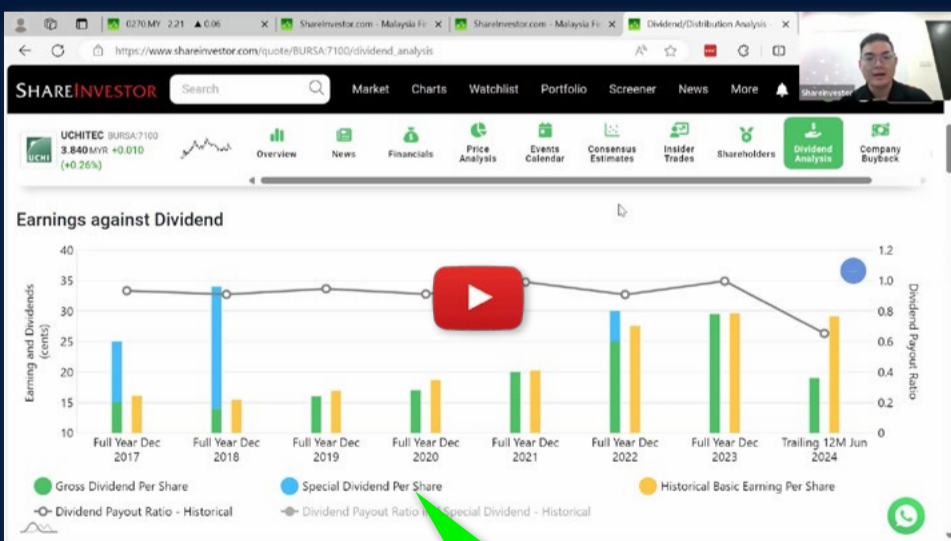 0270.MY 2.21 ▲ 0.06
ShareInvestor.com - Malaysia Fir
ShareInvestor.com - Malaysia Fir
Dividend/Distribution Analysis -
https://www.shareinvestor.com/quote/BURSA:7100/dividend_analysis
ShareInvestor
SHAREINVESTOR
Search
Market
Charts
Watchlist
Portfolio
Screener
News
More
UCHI
UCHITEC BURSA:7100
3.840 MYR +0.010
(+0.26%)
Overview
News
Financials
Price
Analysis
Events
Calendar
Consensus
Estimates
Insider
Trades
Shareholders
Dividend
Analysis
Company
Buyback
Earnings against Dividend
Earning and Dividends
(cents)
40
35
30
25
20
15
10
1.2
1.0
0.8
0.6
0.4
0.2
0
Dividend Payout Ratio
Full Year Dec
2017
Full Year Dec
2018
Full Year Dec
2019
Full Year Dec
2020
Full Year Dec
2021
Full Year Dec
2022
Full Year Dec
2023
Trailing 12M Jun
2024
Gross Dividend Per Share
Special Dividend Per Share
Historical Basic Earning Per Share
Dividend Payout Ratio - Historical
Dividend Payout Ratio
Special Dividend - Historical